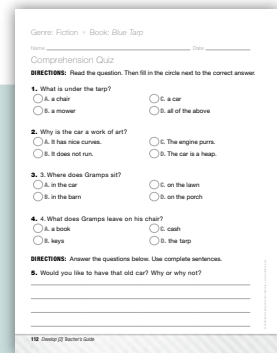 Genre: Fiction • Book: Blue Tarp
Name Date
Comprehension Quiz
DIRECTIONS: Read the question. Then fill in the circle next to the correct answer.
1. What is under the tarp?
A. a chair C. a car
B. a mower D. all of the above
2. Why is the car a work of art?
A. It has nice curves. C. The engine purrs.
B. It does not run. D. The car is a heap.
3. 3. Where does Gramps sit?
A. in the car C. on the lawn
B. in the barn D. on the porch
4. 4. What does Gramps leave on his chair?
A. a book C. cash
B. keys D. the tarp
DIRECTIONS: Answer the questions below. Use complete sentences.
5. Would you like to have that old car? Why or why not?
112 Develop [2] Teacher's Guide